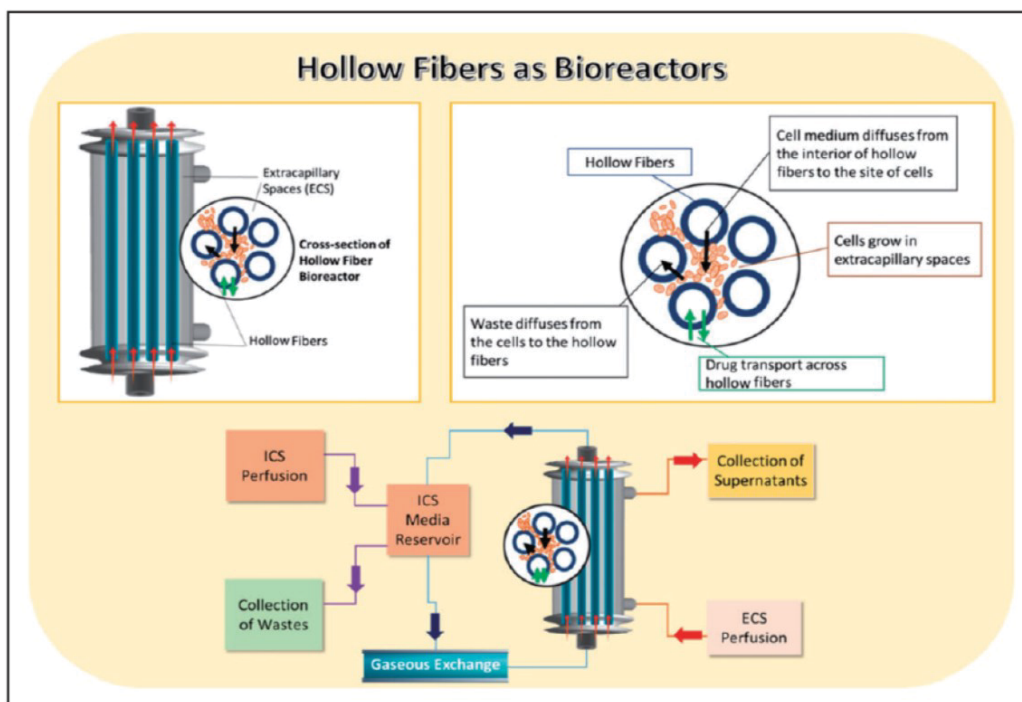 Hollow Fibers as Bioreactors
Extracapillary
Spaces (ECS)
Cross-section of
Hollow Fiber
Bioreactor
Hollow Fibers
Hollow Fibers
Cell medium diffuses from
the interior of hollow
fibers to the site of cells
Cells grow in
extracapillary spaces
Waste diffuses from
the cells to the hollow
fibers
Drug transport across
hollow fibers
ICS
Perfusion
ICS
Media
Reservoir
Collection of
Supernatants
Collection
of Wastes
ECS
Perfusion
Gaseous Exchange